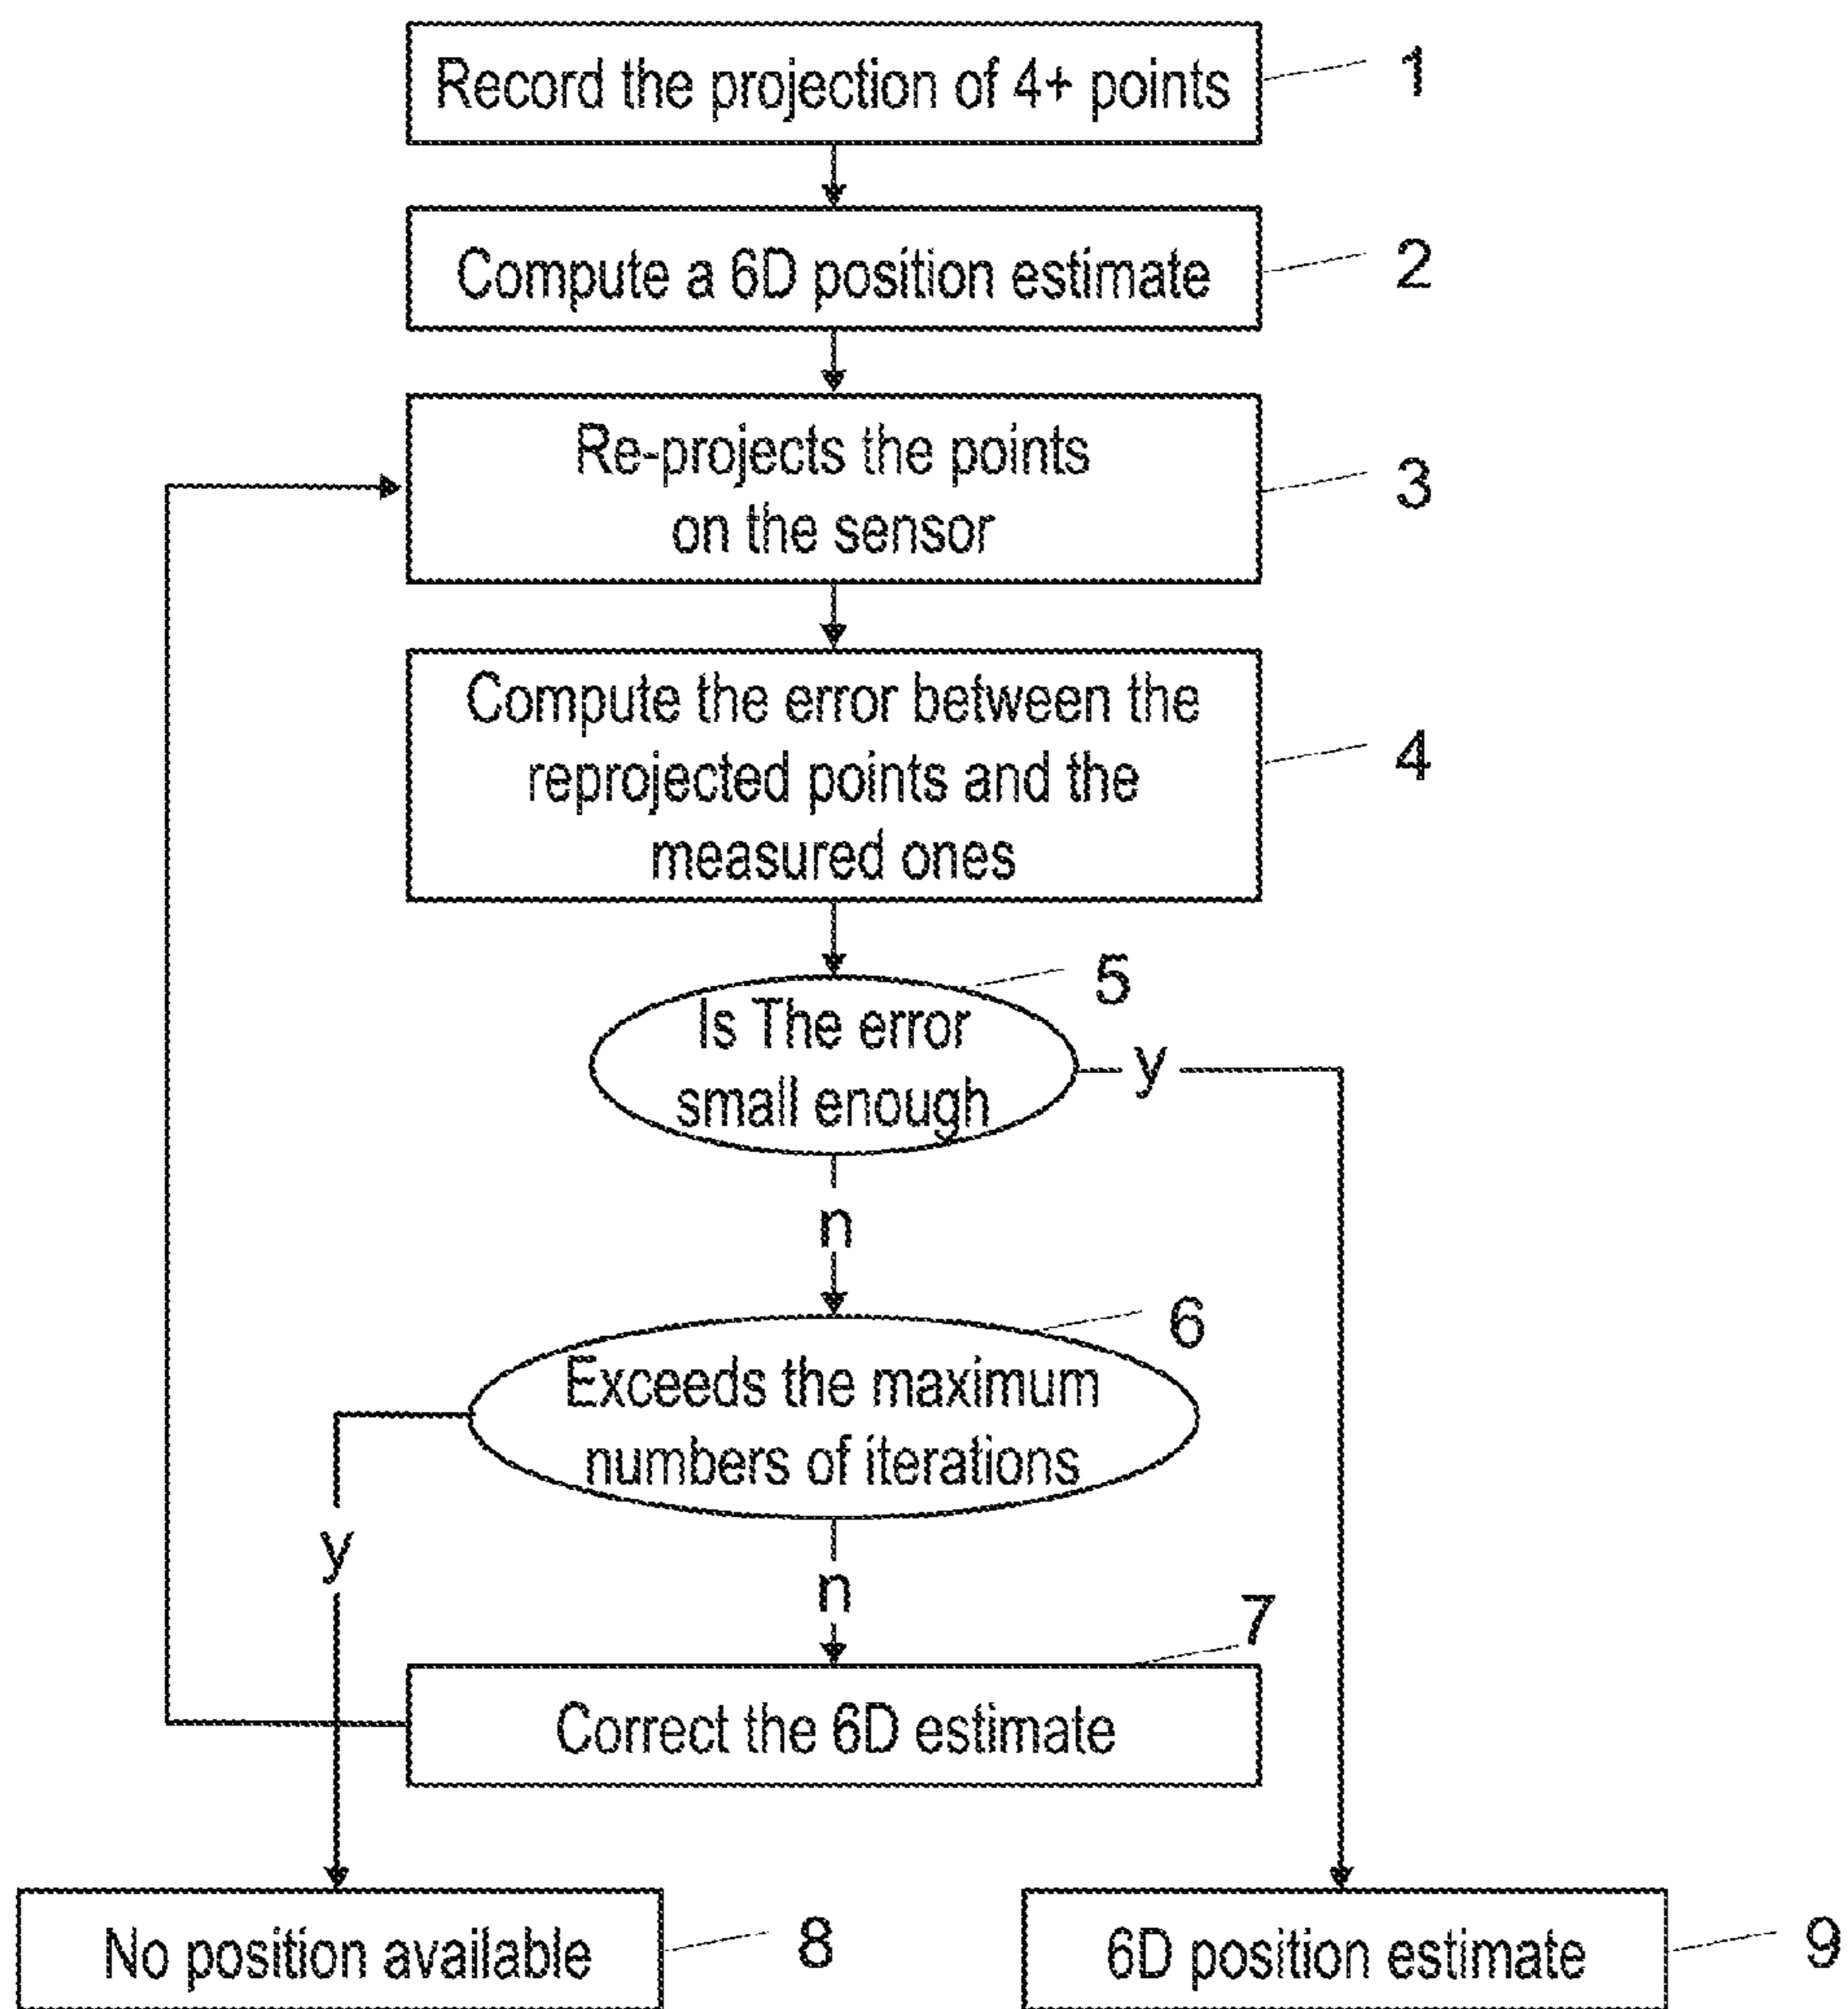 Record the projection of 4+ points
1
Compute a 6D position estimate
2
Re-projects the points
on the sensor
3
Compute the error between the
reprojected points and the
measured ones
4
5
Is The error
small enough
y
n
6
Exceeds the maximum
numbers of iterations
y
n
7
Correct the 6D estimate
No position available
8
6D position estimate
9